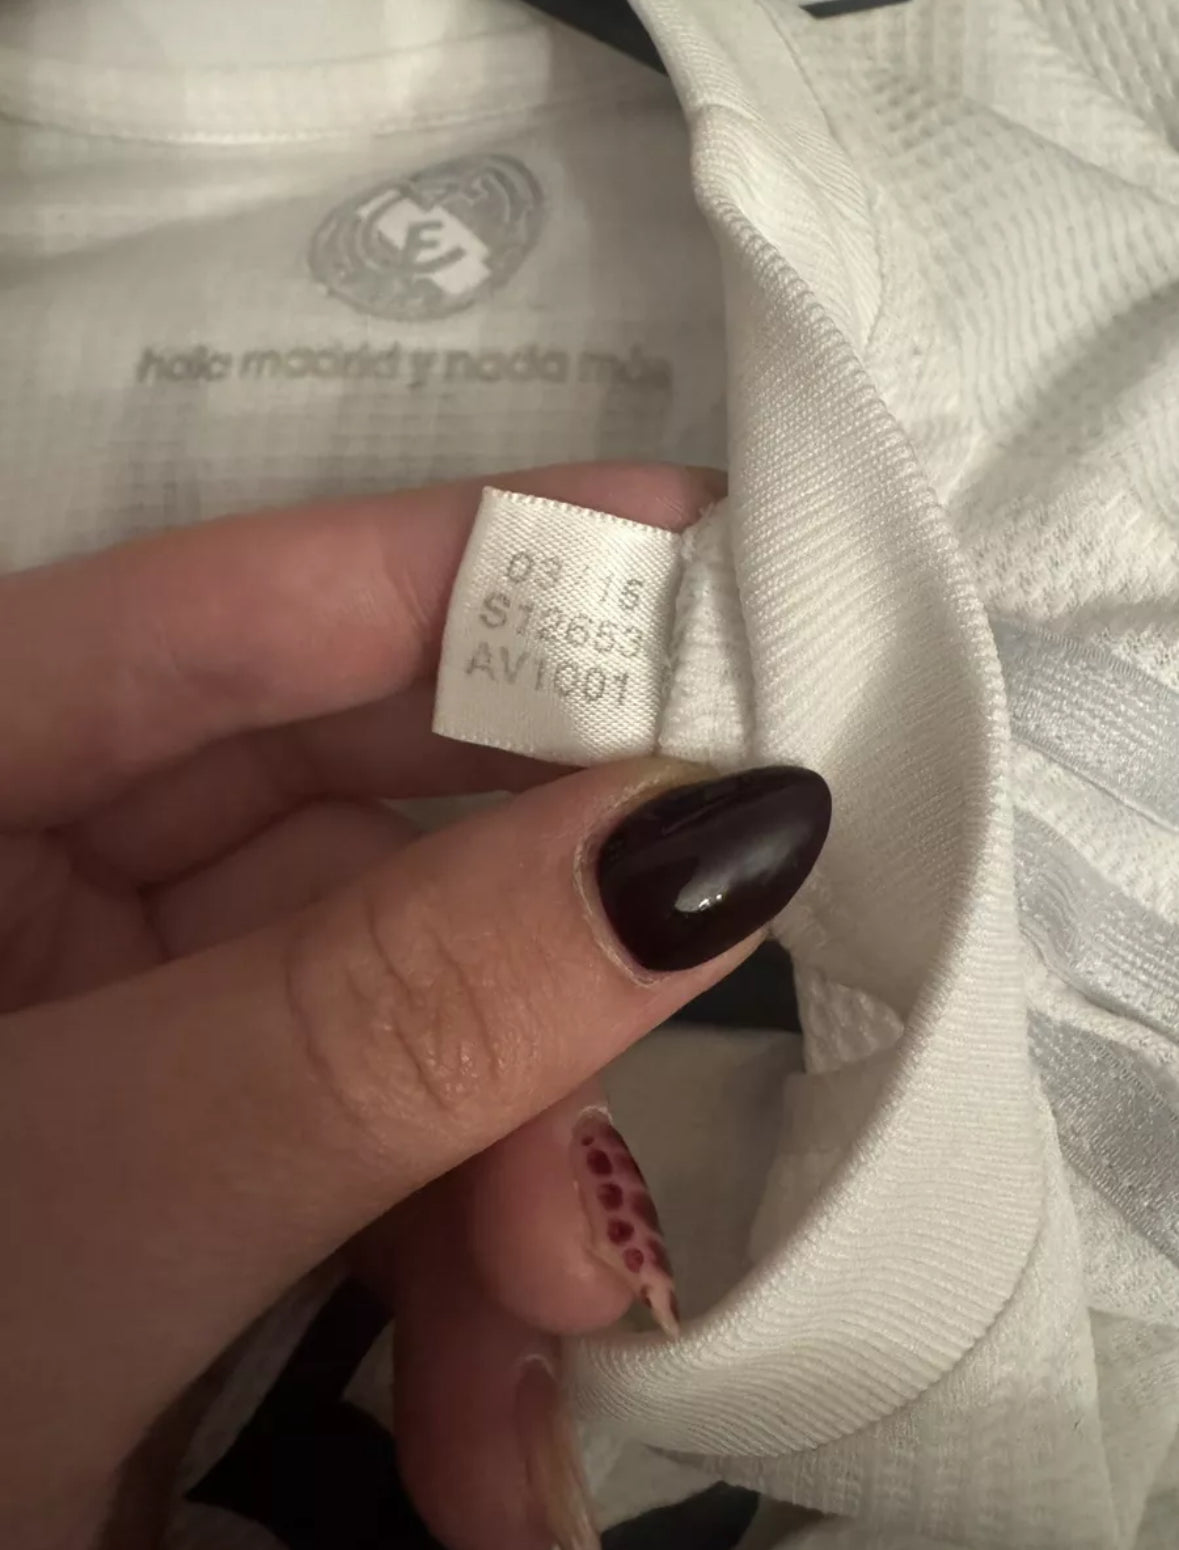 hala madrid y nada más
03 / 15
S12653
AV1001